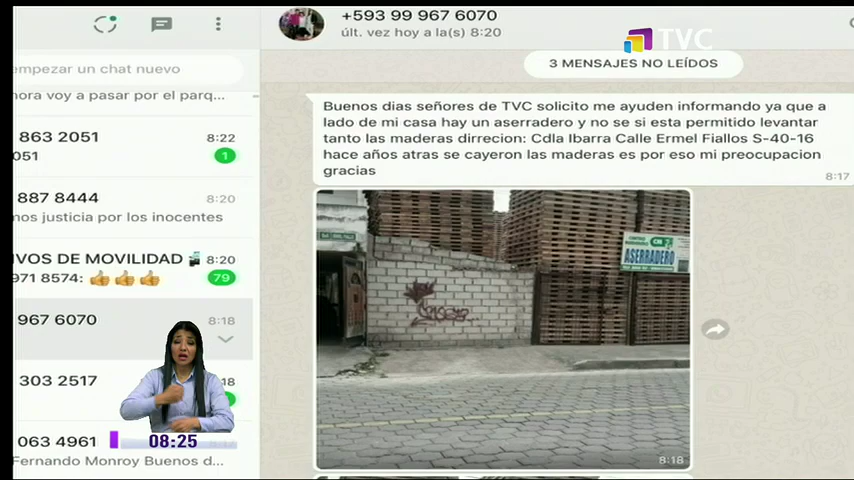 +593 99 967 6070
últ. vez hoy a la(s) 8:20
TVC
empezar un chat nuevo
3 MENSAJES NO LEÍDOS
hora voy a pasar por el parq...
863 2051
8:22
051
1
887 8444
8:20
mos justicia por los inocentes
IVOS DE MOVILIDAD
8:20
971 8574: 👍👍👍
79
967 6070
8:18
303 2517
:18
063 4961
Fernando Monroy Buenos d...
08:25
Buenos dias señores de TVC solicito me ayuden informando ya que a
lado de mi casa hay un aserradero y no se si esta permitido levantar
tanto las maderas dirrecion: Cdla Ibarra Calle Ermel Fiallos S-40-16
hace años atras se cayeron las maderas es por eso mi preocupacion
gracias
8:17
ASERRADERO
8:18